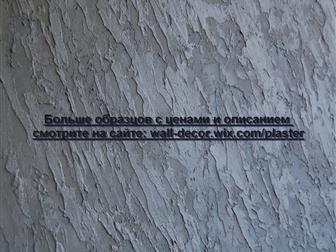 Больше образцов с ценами и описанием
смотрите на сайте: wall-decor.wix.com/plaster